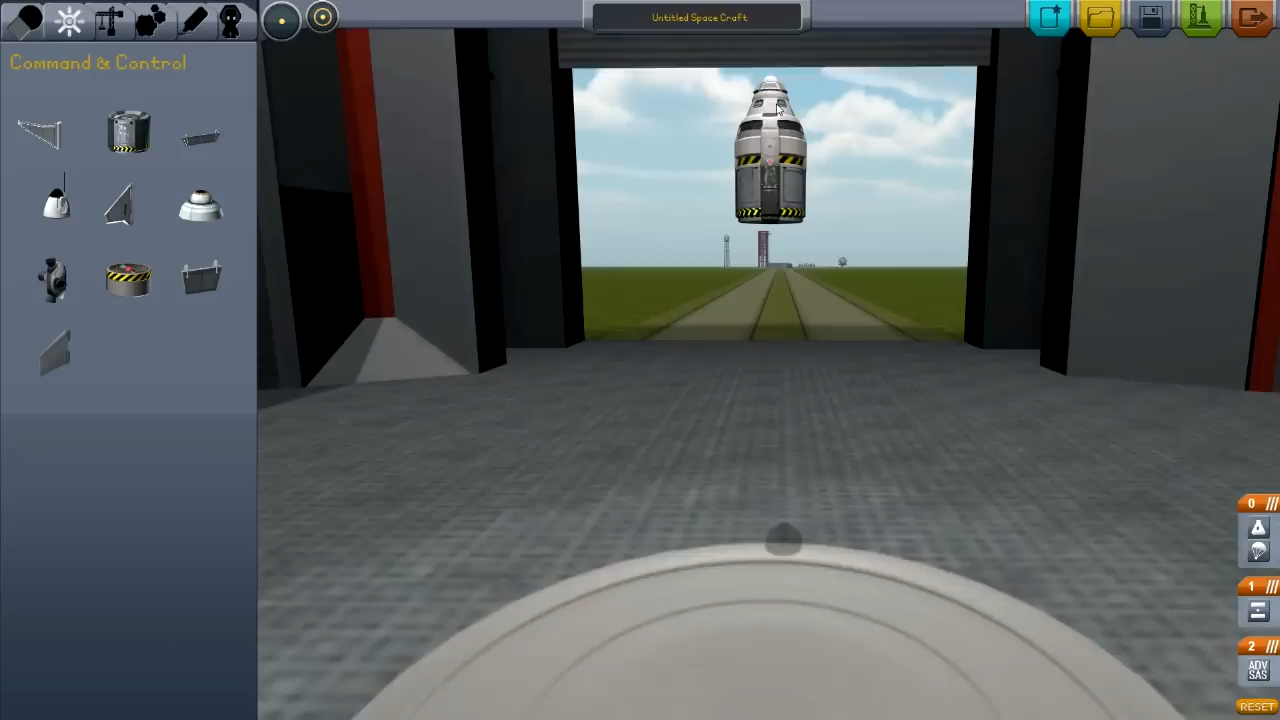 Untitled Space Craft
Command & Control
0
1
2
ADV
SAS
RESET